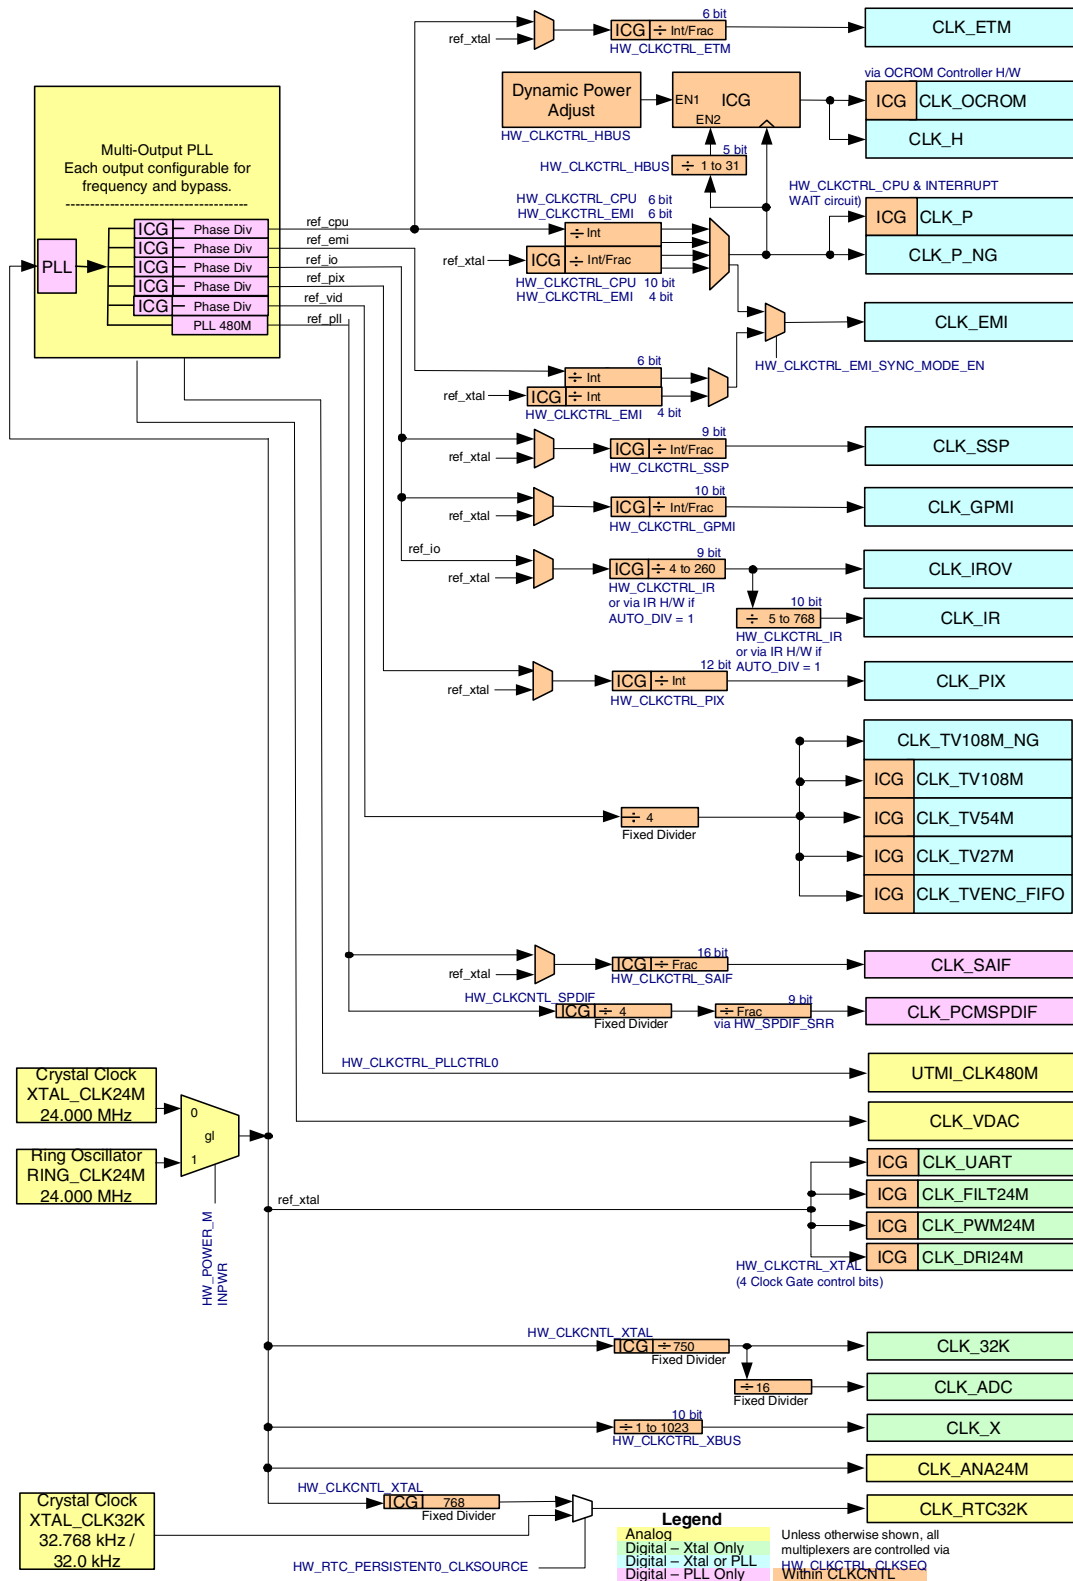 6 bit
ref_xtal
ICG ÷ Int/Frac
HW_CLKCTRL_ETM
CLK_ETM
via OCROM Controller H/W
Dynamic Power
Adjust
HW_CLKCTRL_HBUS
EN1 ICG
EN2
ICG CLK_OCROM
CLK_H
5 bit
HW_CLKCTRL_HBUS ÷ 1 to 31
Multi-Output PLL
Each output configurable for
frequency and bypass.
----------------------------------------
PLL
ICG Phase Div ref_cpu
ICG Phase Div ref_emi
ICG Phase Div ref_io
ICG Phase Div ref_pix
ICG Phase Div ref_vid
PLL 480M ref_pll
HW_CLKCTRL_CPU 6 bit
HW_CLKCTRL_EMI 6 bit
÷ Int
ref_xtal ICG ÷ Int/Frac
HW_CLKCTRL_CPU 10 bit
HW_CLKCTRL_EMI 4 bit
HW_CLKCTRL_CPU & INTERRUPT
WAIT circuit)
ICG CLK_P
CLK_P_NG
CLK_EMI
HW_CLKCTRL_EMI_SYNC_MODE_EN
6 bit
÷ Int
ref_xtal ICG ÷ Int
HW_CLKCTRL_EMI 4 bit
9 bit
ref_xtal ICG ÷ Int/Frac
HW_CLKCTRL_SSP
CLK_SSP
10 bit
ref_xtal ICG ÷ Int/Frac
HW_CLKCTRL_GPMI
CLK_GPMI
ref_io
9 bit
ref_xtal ICG ÷ 4 to 260
HW_CLKCTRL_IR
or via IR H/W if
AUTO_DIV = 1
CLK_IROV
10 bit
÷ 5 to 768
HW_CLKCTRL_IR
or via IR H/W if
AUTO_DIV = 1
CLK_IR
12 bit
ref_xtal ICG ÷ Int
HW_CLKCTRL_PIX
CLK_PIX
÷ 4
Fixed Divider
CLK_TV108M_NG
ICG CLK_TV108M
ICG CLK_TV54M
ICG CLK_TV27M
ICG CLK_TVENC_FIFO
16 bit
ref_xtal ICG ÷ Frac
HW_CLKCTRL_SAIF
CLK_SAIF
HW_CLKCNTL_SPDIF
ICG ÷ 4
Fixed Divider
9 bit
÷ Frac
via HW_SPDIF_SRR
CLK_PCMSPDIF
HW_CLKCTRL_PLLCTRL0
UTMI_CLK480M
CLK_VDAC
Crystal Clock
XTAL_CLK24M
24.000 MHz
Ring Oscillator
RING_CLK24M
24.000 MHz
0
gl
1
HW_POWER_M
INPWR
ref_xtal
ICG CLK_UART
ICG CLK_FILT24M
ICG CLK_PWM24M
ICG CLK_DRI24M
HW_CLKCTRL_XTAL
(4 Clock Gate control bits)
HW_CLKCNTL_XTAL
ICG ÷ 750
Fixed Divider
CLK_32K
÷ 16
Fixed Divider
CLK_ADC
10 bit
÷ 1 to 1023
HW_CLKCTRL_XBUS
CLK_X
CLK_ANA24M
HW_CLKCNTL_XTAL
ICG 768
Fixed Divider
CLK_RTC32K
Crystal Clock
XTAL_CLK32K
32.768 kHz /
32.0 kHz
HW_RTC_PERSISTENT0_CLKSOURCE
Legend
Analog
Digital – Xtal Only
Digital – Xtal or PLL
Digital – PLL Only
Unless otherwise shown, all
multiplexers are controlled via
HW_CLKCTRL_CLKSEQ
Within CLKCNTL